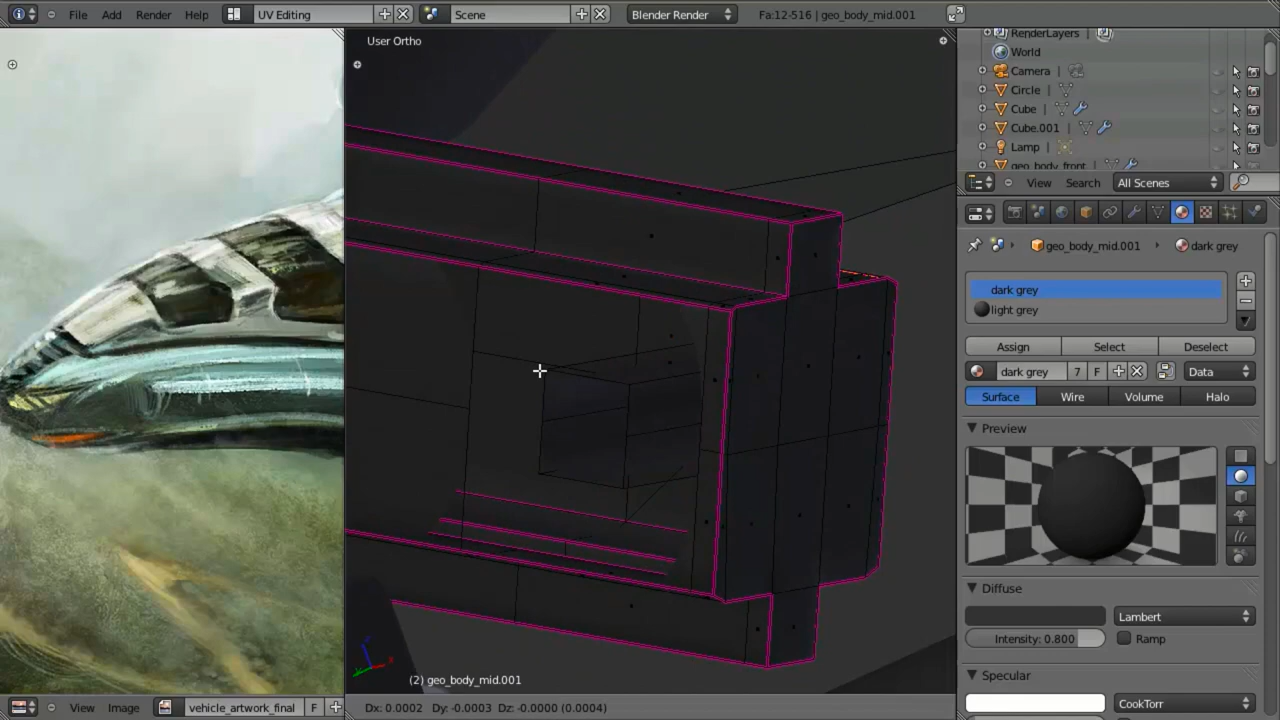 File Add Render Help UV Editing Scene Blender Render Fa:12-516 | geo_body_mid.001
User Ortho
RenderLayers |
World
Camera |
Circle |
Cube |
Cube.001 |
Lamp |
geo_body_front |
View Search All Scenes
geo_body_mid.001 dark grey
dark grey
light grey
Assign Select Deselect
dark grey 7 F Data
Surface Wire Volume Halo
Preview
Diffuse
Lambert
Intensity: 0.800 Ramp
Specular
CookTorr
(2) geo_body_mid.001
View Image vehicle_artwork_final F Dx: 0.0002 Dy: -0.0003 Dz: -0.0000 (0.0004)